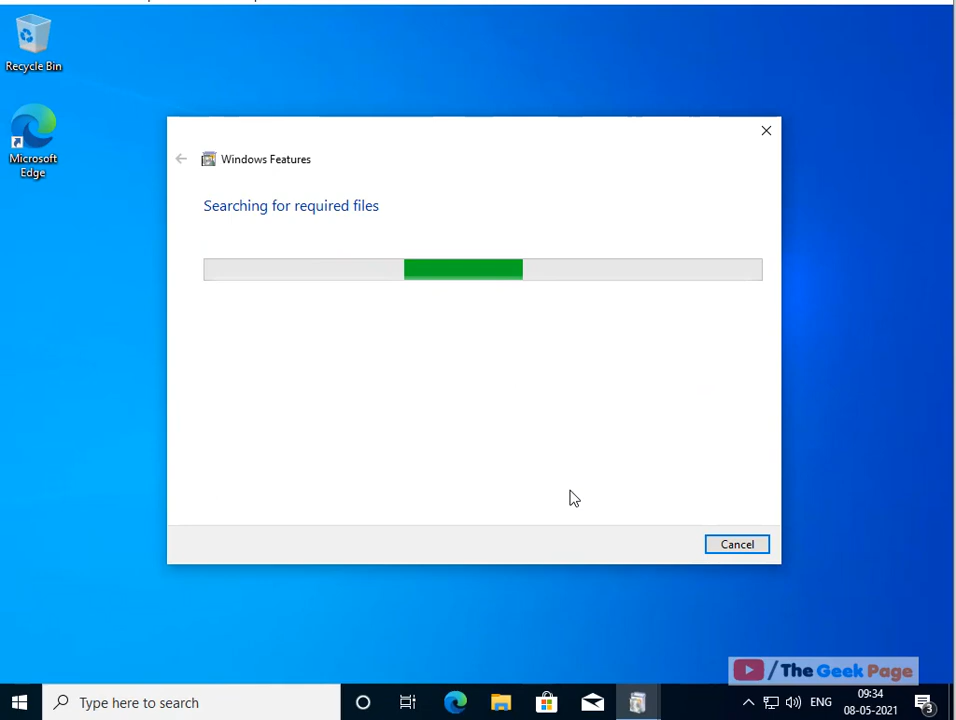 Recycle Bin
Microsoft
Edge
Windows Features
Searching for required files
Cancel
/The Geek Page
Type here to search
ENG
09:34
08-05-2021
3